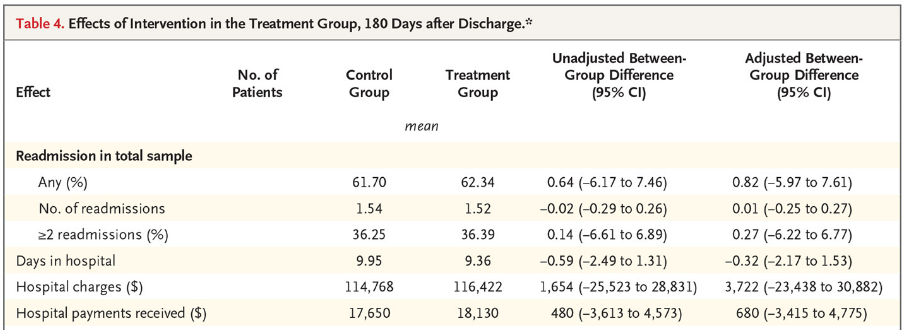 Table 4. Effects of Intervention in the Treatment Group, 180 Days after Discharge.*
Effect No. of Patients Control Group Treatment Group Unadjusted Between-Group Difference (95% CI) Adjusted Between-Group Difference (95% CI)
mean
Readmission in total sample
Any (%) 61.70 62.34 0.64 (–6.17 to 7.46) 0.82 (–5.97 to 7.61)
No. of readmissions 1.54 1.52 –0.02 (–0.29 to 0.26) 0.01 (–0.25 to 0.27)
≥2 readmissions (%) 36.25 36.39 0.14 (–6.61 to 6.89) 0.27 (–6.22 to 6.77)
Days in hospital 9.95 9.36 –0.59 (–2.49 to 1.31) –0.32 (–2.17 to 1.53)
Hospital charges ($) 114,768 116,422 1,654 (–25,523 to 28,831) 3,722 (–23,438 to 30,882)
Hospital payments received ($) 17,650 18,130 480 (–3,613 to 4,573) 680 (–3,415 to 4,775)